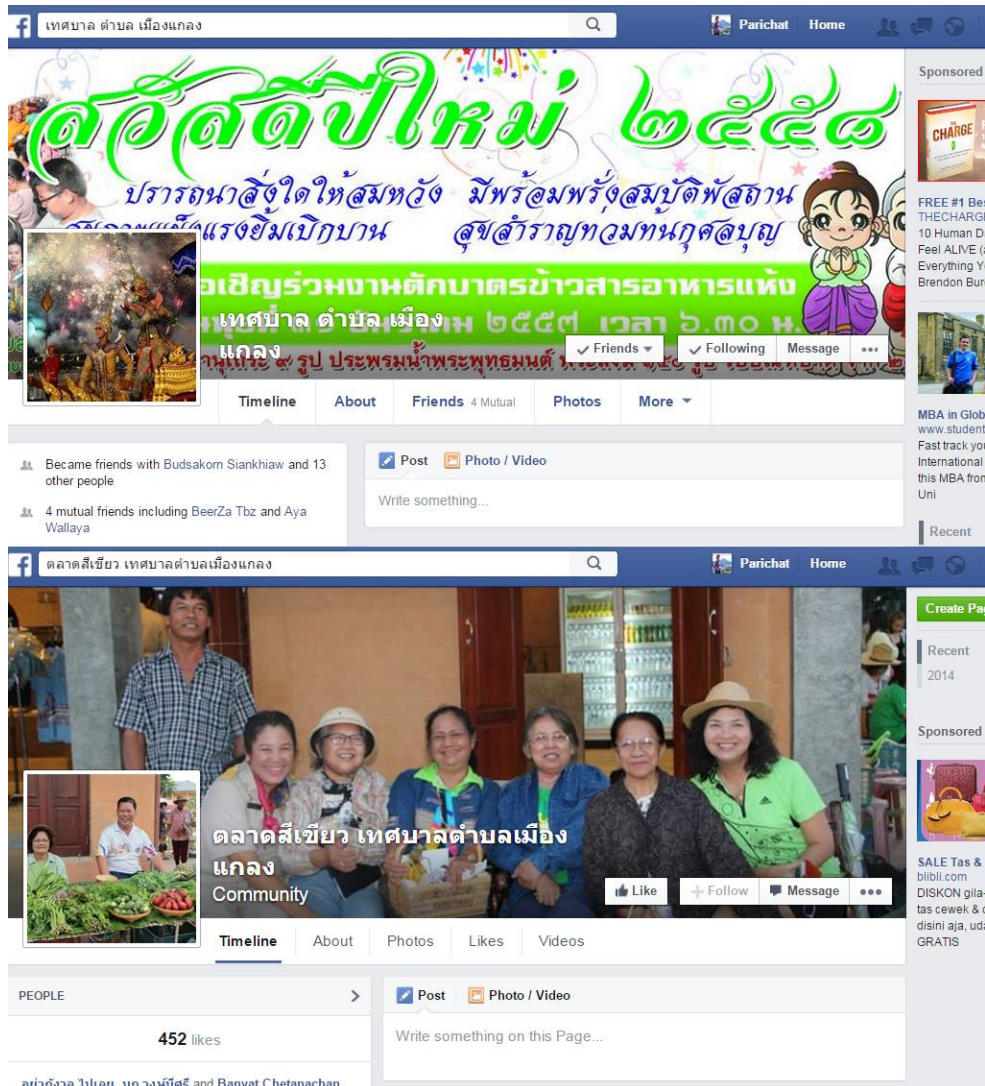 เทศบาล ตำบล เมืองแกลง
Parichat Home
สวัสดีปีใหม่ ๒๕๕๘
ปรารถนาสิ่งใดให้สมหวัง มีพร้อมพรั่งสมบัติพัสถาน
แรงยิ้มเบิกบาน สุขสำราญท่วมท้นกุศลบุญ
อเชิญร่วมงานตักบาตรข้าวสารอาหารแห้ง
๒๕๕๘ เวลา ๖.๓๐ น.
เทศบาล ตำบล เมือง
แกลง
๙ รูป ประพรมน้ำพระพุทธมนต์
Friends Following Message
Timeline About Friends 4 Mutual Photos More
Became friends with Budsakorn Siankhiaw and 13
other people
4 mutual friends including BeerZa Tbz and Aya
Wallaya
Post Photo / Video
Write something...
Sponsored
THE
CHARGE
FREE #1 Bes
THECHARG
10 Human D
Feel ALIVE (a
Everything Y
Brendon Bur
MBA in Glob
www.student
Fast track you
International
this MBA from
Uni
Recent
ตลาดสีเขียว เทศบาลตำบลเมืองแกลง
Parichat Home
ตลาดสีเขียว เทศบาลตำบลเมือง
แกลง
Community
Like Follow Message
Timeline About Photos Likes Videos
PEOPLE
452 likes
and Banyat Chetanachan
Post Photo / Video
Write something on this Page...
Create Pag
Recent
2014
Sponsored
SALE Tas &
blibli.com
DISKON gila-
tas cewek & c
disini aja, uda
GRATIS